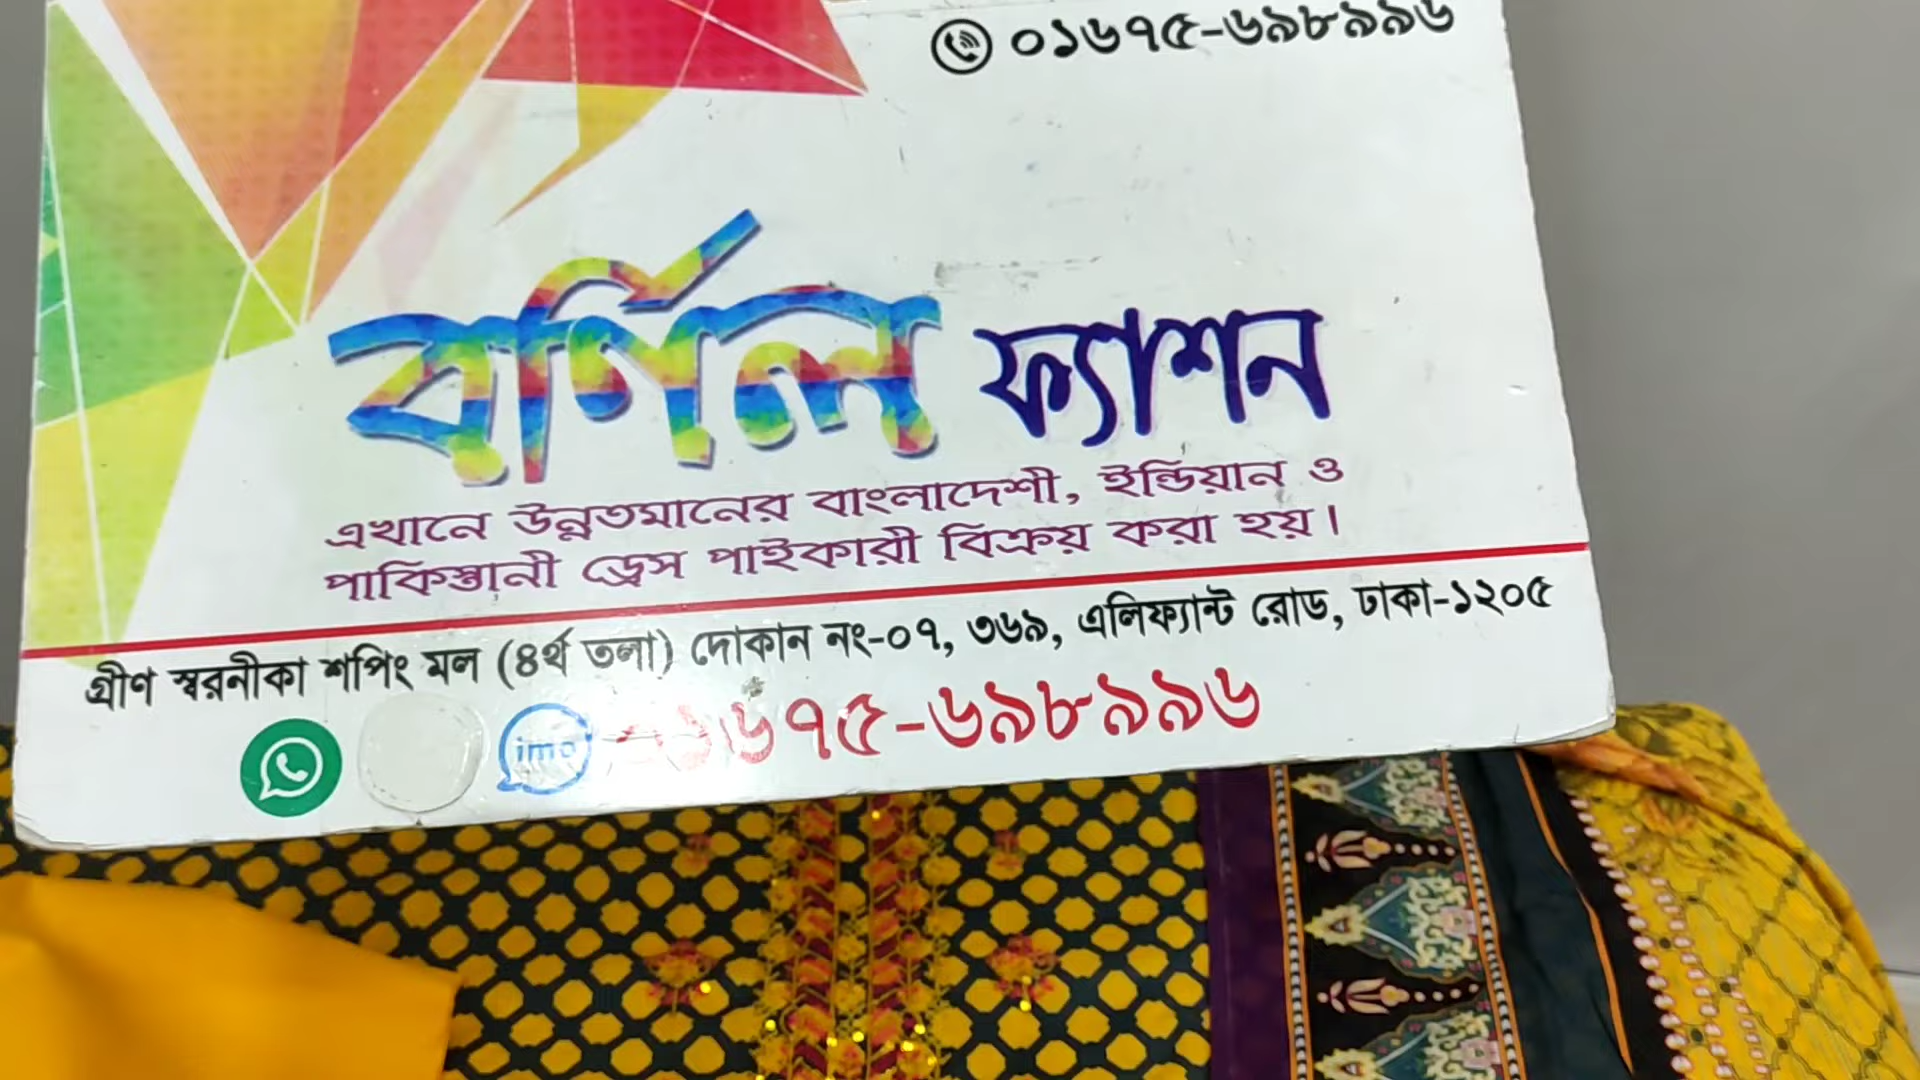 ০১৬৭৫-৬৯৮৯৯৬
বর্ণিল ফ্যাশন
এখানে উন্নতমানের বাংলাদেশী, ইন্ডিয়ান ও
পাকিস্তানী ড্রেস পাইকারী বিক্রয় করা হয়।
গ্রীণ স্বরনীকা শপিং মল (৪র্থ তলা) দোকান নং-০৭, ৩৬৯, এলিফ্যান্ট রোড, ঢাকা-১২০৫
imo ০১৬৭৫-৬৯৮৯৯৬